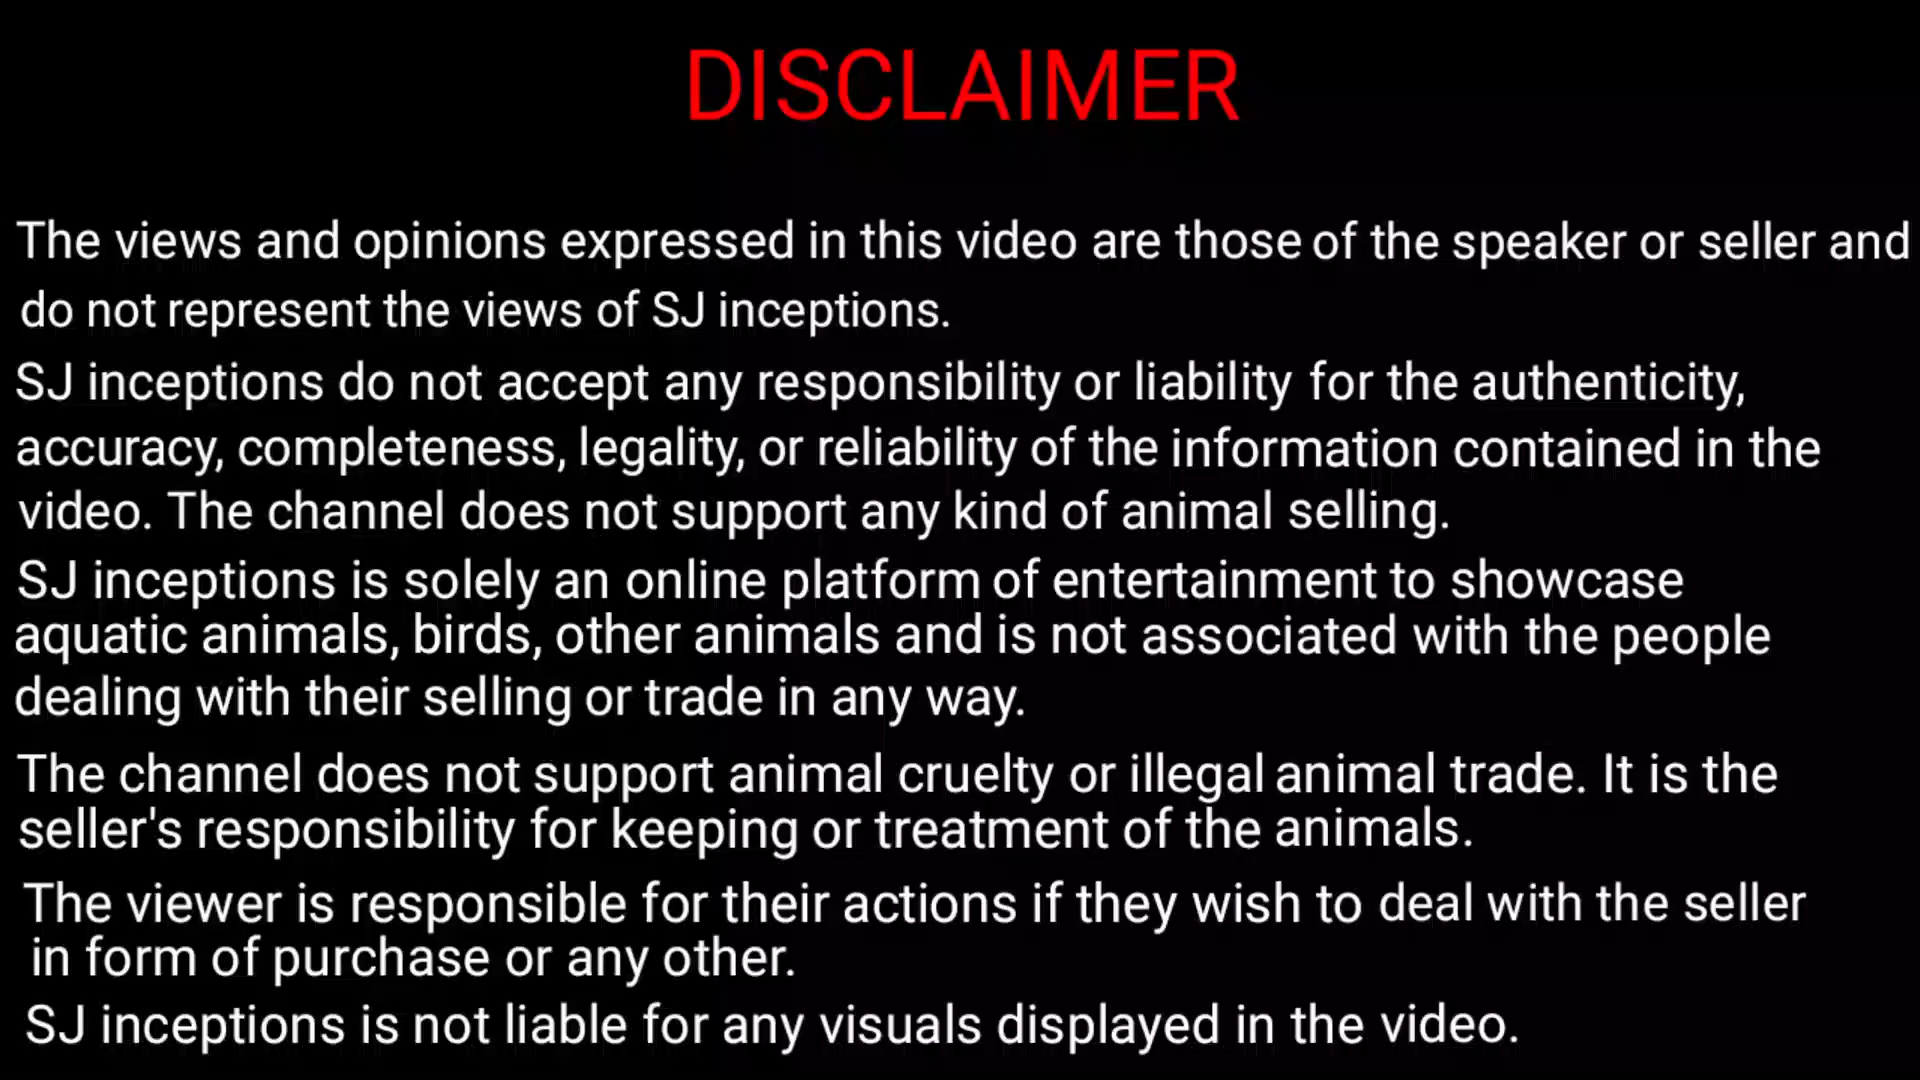 DISCLAIMER
The views and opinions expressed in this video are those of the speaker or seller and
do not represent the views of SJ inceptions.
SJ inceptions do not accept any responsibility or liability for the authenticity,
accuracy, completeness, legality, or reliability of the information contained in the
video. The channel does not support any kind of animal selling.
SJ inceptions is solely an online platform of entertainment to showcase
aquatic animals, birds, other animals and is not associated with the people
dealing with their selling or trade in any way.
The channel does not support animal cruelty or illegal animal trade. It is the
seller's responsibility for keeping or treatment of the animals.
The viewer is responsible for their actions if they wish to deal with the seller
in form of purchase or any other.
SJ inceptions is not liable for any visuals displayed in the video.